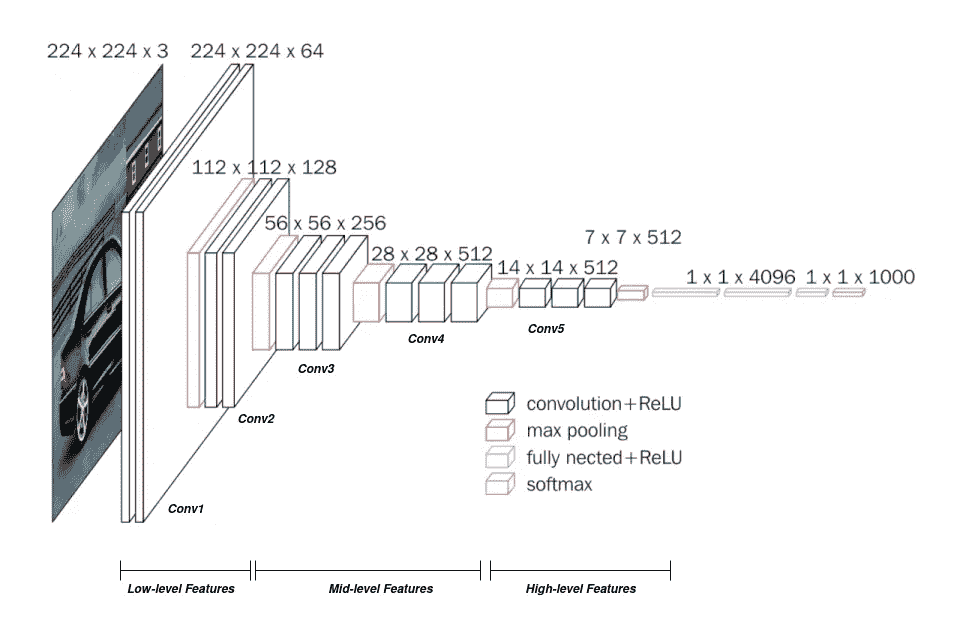 224 x 224 x 3
224 x 224 x 64
112 x 112 x 128
56 x 56 x 256
28 x 28 x 512
14 x 14 x 512
7 x 7 x 512
1 x 1 x 4096
1 x 1 x 1000
Conv1
Conv2
Conv3
Conv4
Conv5
convolution+ReLU
max pooling
fully nected+ReLU
softmax
Low-level Features
Mid-level Features
High-level Features